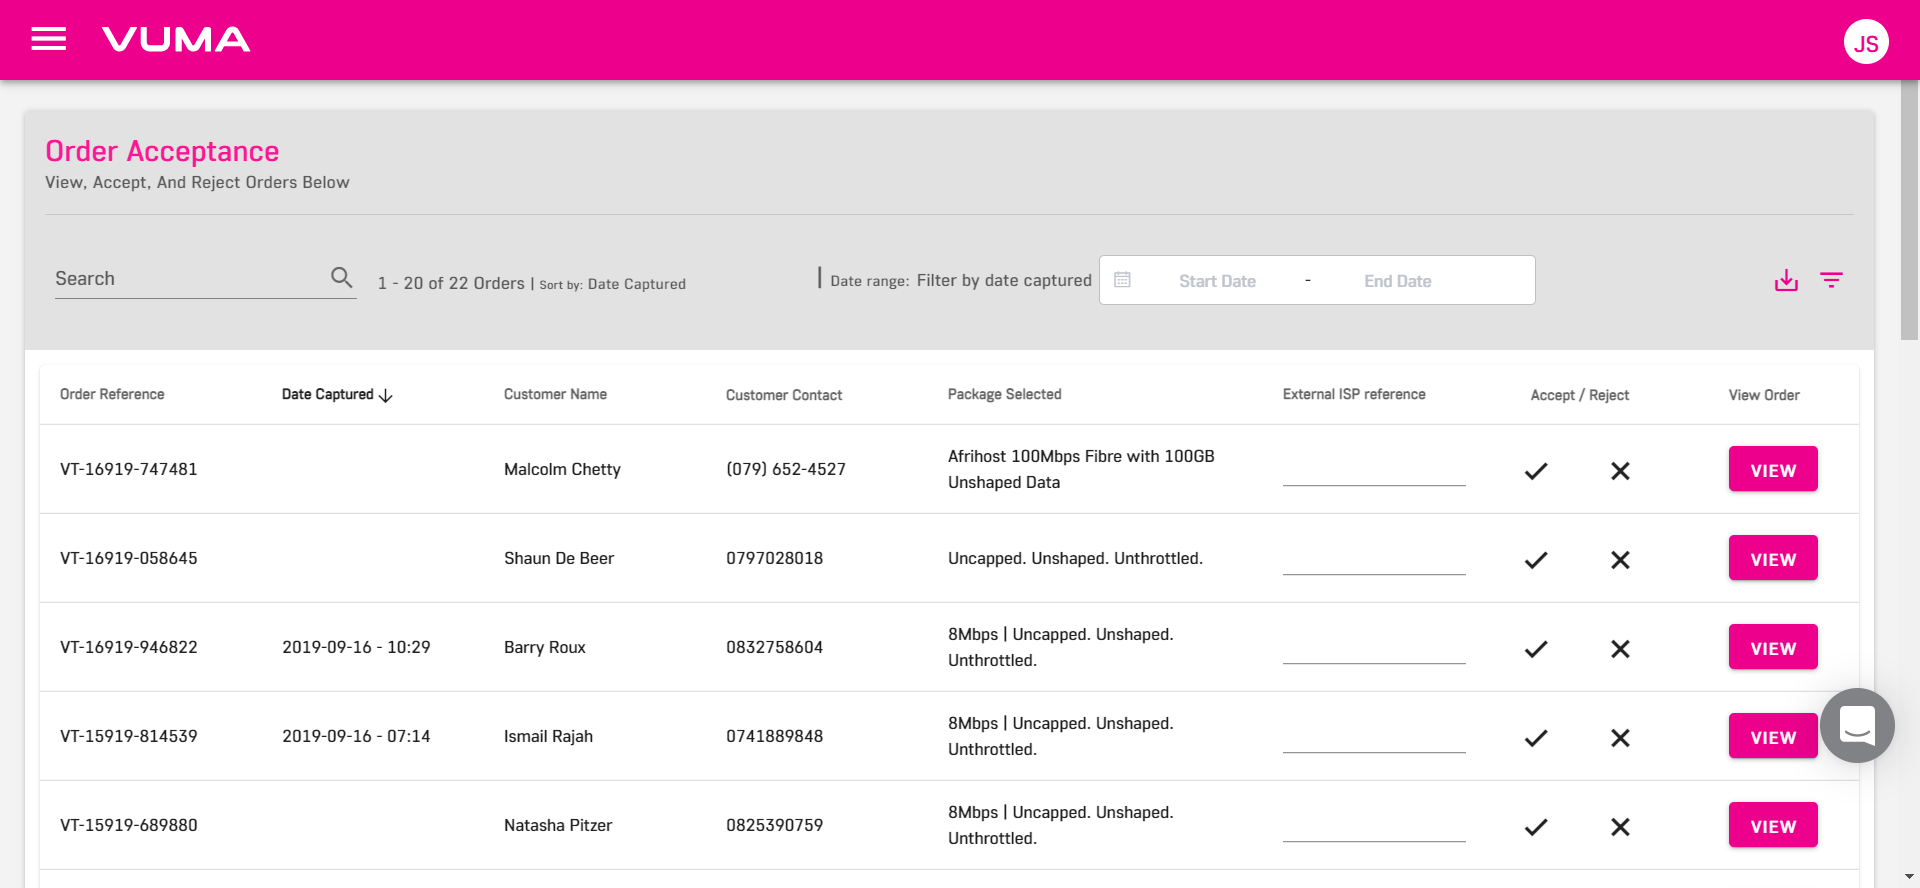 VUMA
JS
Order Acceptance
View, Accept, And Reject Orders Below
Search
1 - 20 of 22 Orders | Sort by: Date Captured
Date range: Filter by date captured
Start Date - End Date
Order Reference Date Captured Customer Name Customer Contact Package Selected External ISP reference Accept / Reject View Order
VT-16919-747481 Malcolm Chetty (079) 652-4527 Afrihost 100Mbps Fibre with 100GB
Unshaped Data
VIEW
VT-16919-058645 Shaun De Beer 0797028018 Uncapped. Unshaped. Unthrottled.
VIEW
VT-16919-946822 2019-09-16 - 10:29 Barry Roux 0832758604 8Mbps | Uncapped. Unshaped.
Unthrottled.
VIEW
VT-15919-814539 2019-09-16 - 07:14 Ismail Rajah 0741889848 8Mbps | Uncapped. Unshaped.
Unthrottled.
VIEW
VT-15919-689880 Natasha Pitzer 0825390759 8Mbps | Uncapped. Unshaped.
Unthrottled.
VIEW